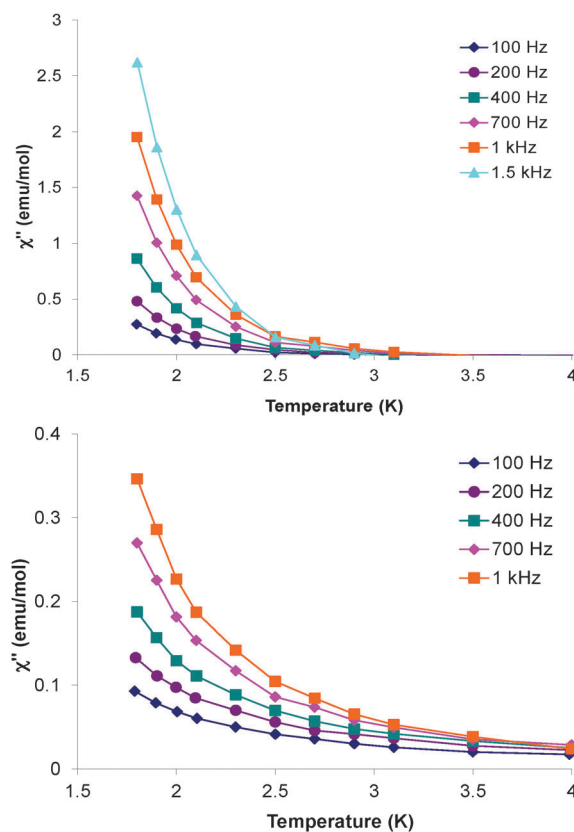 3
2.5
2
1.5
1
0.5
0
χ" (emu/mol)
100 Hz
200 Hz
400 Hz
700 Hz
1 kHz
1.5 kHz
1.5 2 2.5 3 3.5 4
Temperature (K)
0.4
0.3
0.2
0.1
0
χ" (emu/mol)
100 Hz
200 Hz
400 Hz
700 Hz
1 kHz
1.5 2 2.5 3 3.5 4
Temperature (K)